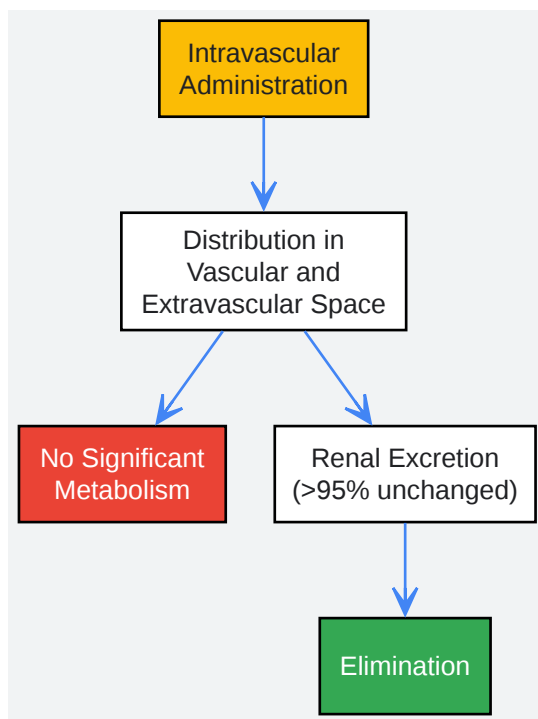 Intravascular
Administration
Distribution in
Vascular and
Extravascular Space
No Significant
Metabolism
Renal Excretion
(>95% unchanged)
Elimination